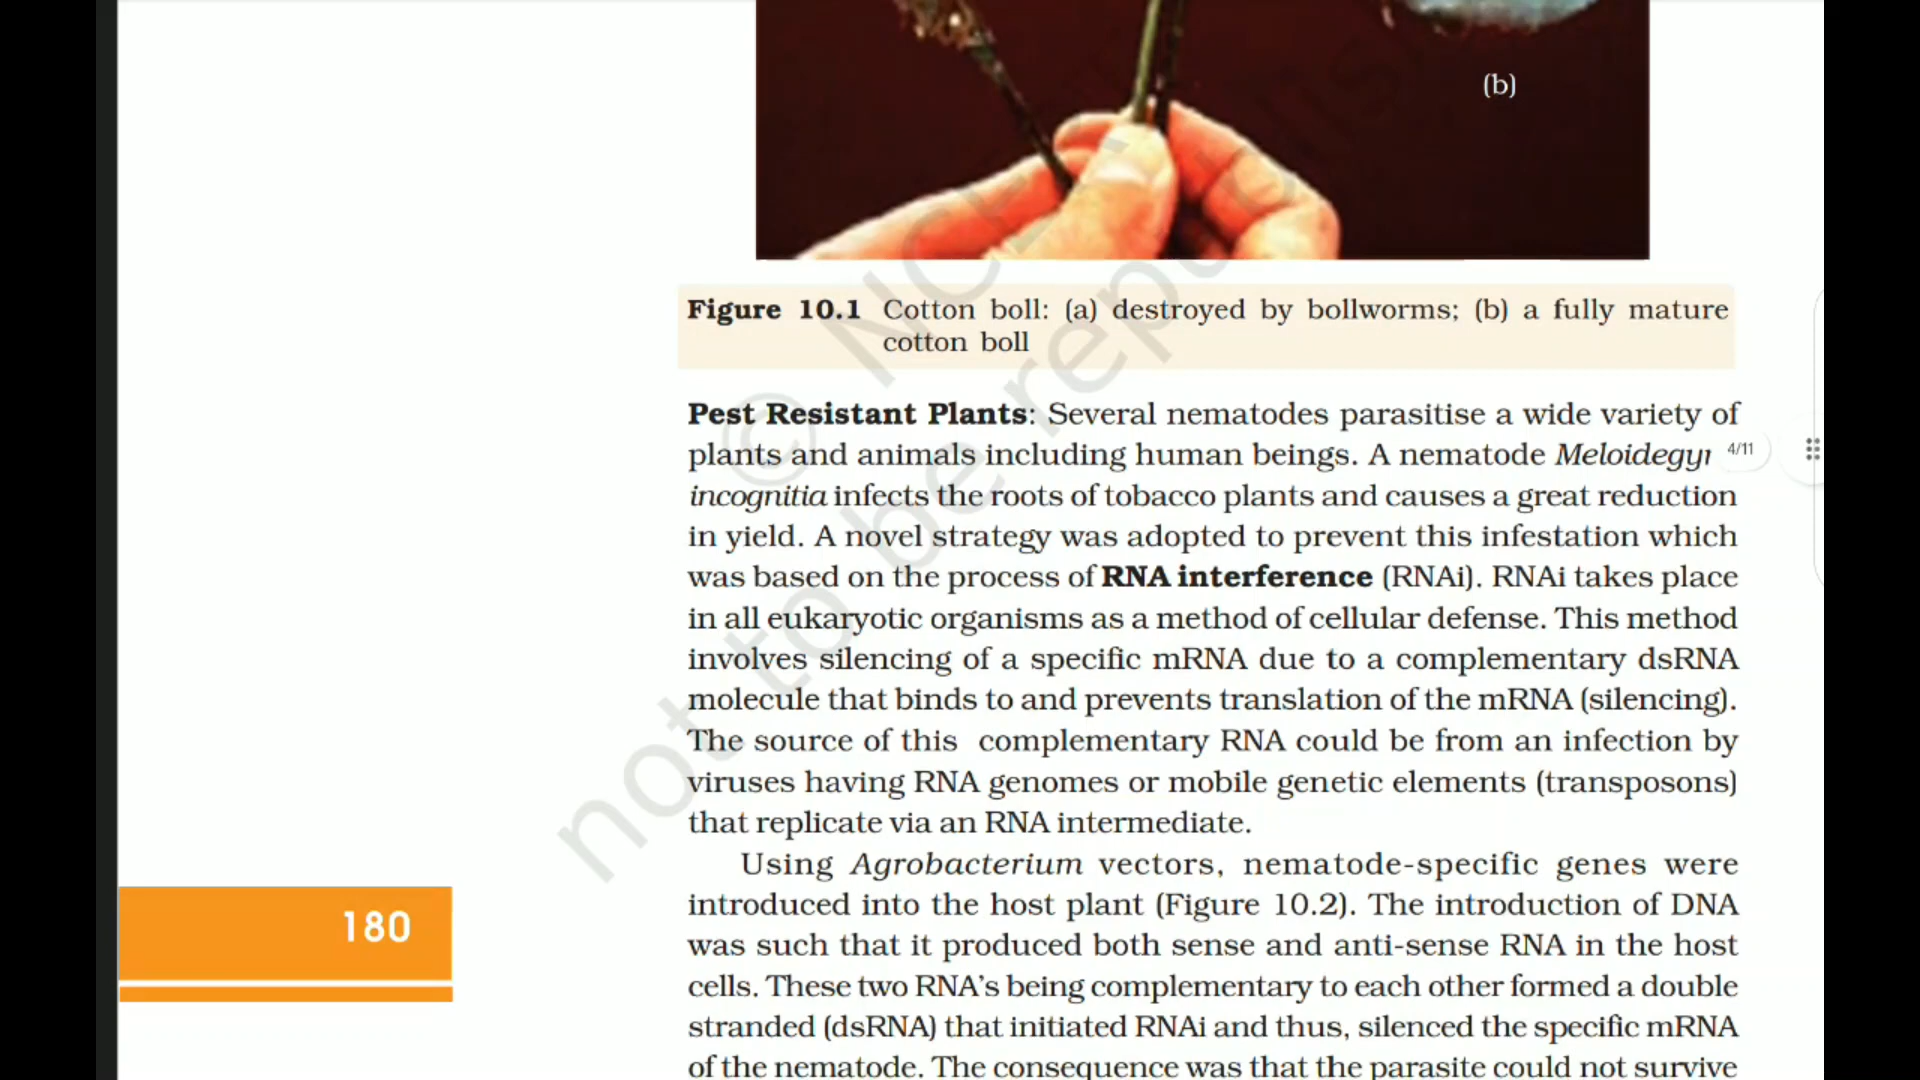 (b)
Figure 10.1 Cotton boll: (a) destroyed by bollworms; (b) a fully mature
cotton boll
Pest Resistant Plants: Several nematodes parasitise a wide variety of
plants and animals including human beings. A nematode
4/11
incognitia infects the roots of tobacco plants and causes a great reduction
in yield. A novel strategy was adopted to prevent this infestation which
was based on the process of RNA interference (RNAi). RNAi takes place
in all eukaryotic organisms as a method of cellular defense. This method
involves silencing of a specific mRNA due to a complementary dsRNA
molecule that binds to and prevents translation of the mRNA (silencing).
The source of this complementary RNA could be from an infection by
viruses having RNA genomes or mobile genetic elements (transposons)
that replicate via an RNA intermediate.
Using Agrobacterium vectors, nematode-specific genes were
introduced into the host plant (Figure 10.2). The introduction of DNA
was such that it produced both sense and anti-sense RNA in the host
cells. These two RNA's being complementary to each other formed a double
stranded (dsRNA) that initiated RNAi and thus, silenced the specific mRNA
of the nematode. The consequence was that the parasite could not survive
180
not to be